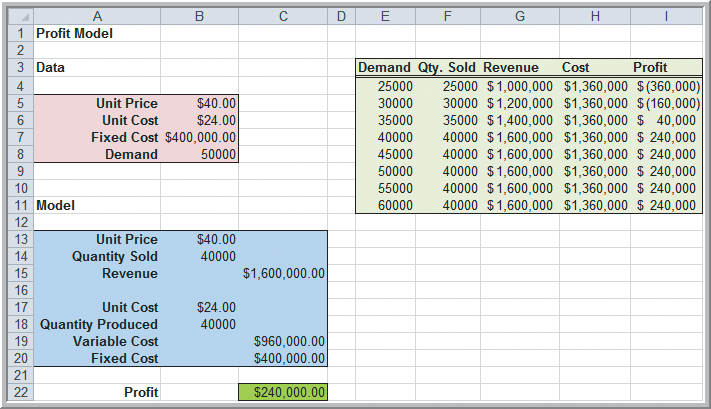 A B C D E F G H I
1 Profit Model
2
3 Data Demand Qty. Sold Revenue Cost Profit
4 25000 25000 $1,000,000 $1,360,000 $(360,000)
5 Unit Price $40.00 30000 30000 $1,200,000 $1,360,000 $(160,000)
6 Unit Cost $24.00 35000 35000 $1,400,000 $1,360,000 $ 40,000
7 Fixed Cost $400,000.00 40000 40000 $1,600,000 $1,360,000 $ 240,000
8 Demand 50000 45000 40000 $1,600,000 $1,360,000 $ 240,000
9 50000 40000 $1,600,000 $1,360,000 $ 240,000
10 55000 40000 $1,600,000 $1,360,000 $ 240,000
11 Model 60000 40000 $1,600,000 $1,360,000 $ 240,000
12
13 Unit Price $40.00
14 Quantity Sold 40000
15 Revenue $1,600,000.00
16
17 Unit Cost $24.00
18 Quantity Produced 40000
19 Variable Cost $960,000.00
20 Fixed Cost $400,000.00
21
22 Profit $240,000.00